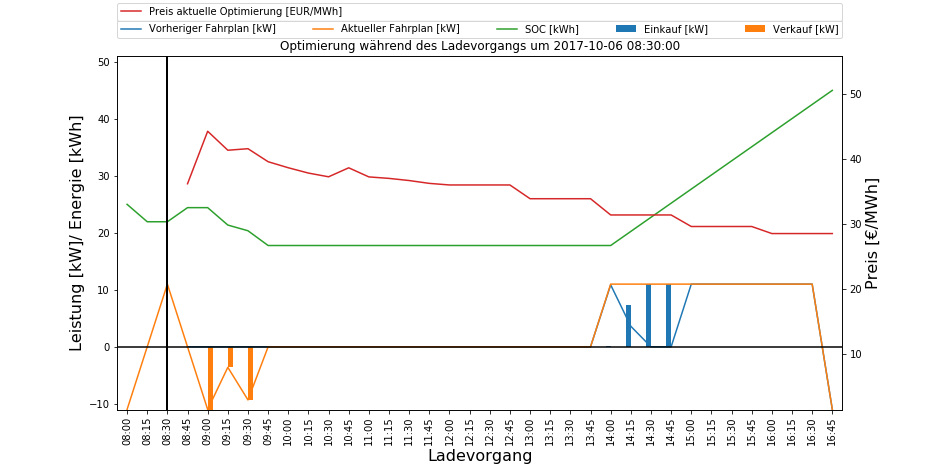 Preis aktuelle Optimierung [EUR/MWh]
Vorheriger Fahrplan [kW] Aktueller Fahrplan [kW] SOC [kWh] Einkauf [kW] Verkauf [kW]
Optimierung während des Ladevorgangs um 2017-10-06 08:30:00
Leistung [kW]/ Energie [kWh]
50
40
30
20
10
0
−10
50
40
30
20
10
Preis [€/MWh]
08:00 08:15 08:30 08:45 09:00 09:15 09:30 09:45 10:00 10:15 10:30 10:45 11:00 11:15 11:30 11:45 12:00 12:15 12:30 12:45 13:00 13:15 13:30 13:45 14:00 14:15 14:30 14:45 15:00 15:15 15:30 15:45 16:00 16:15 16:30 16:45
Ladevorgang